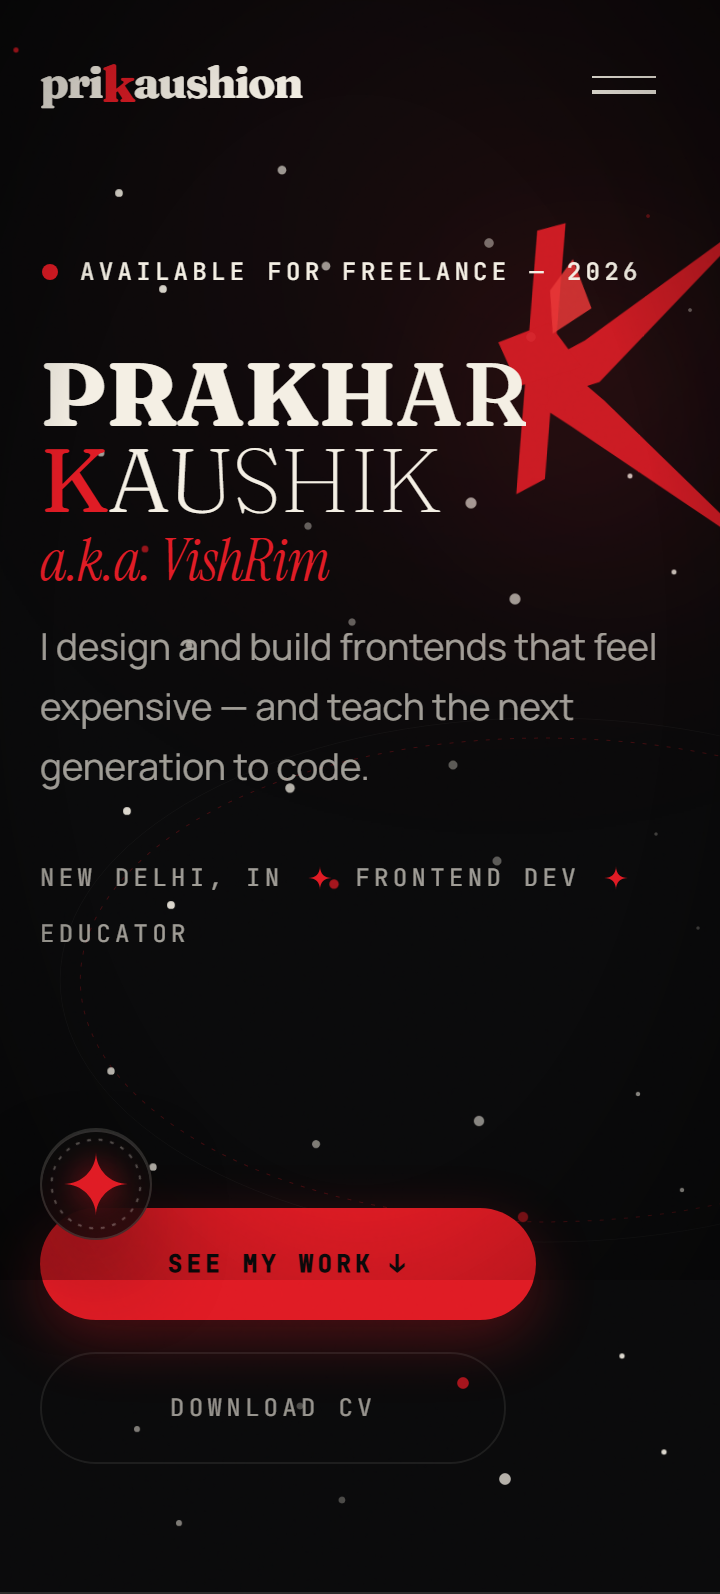 prikaushion
AVAILABLE FOR FREELANCE — 2026
PRAKHAR
KAUSHIK
a.k.a. VishRim
I design and build frontends that feel
expensive — and teach the next
generation to code.
NEW DELHI, IN ✦ FRONTEND DEV ✦
EDUCATOR
SEE MY WORK ↓
DOWNLOAD CV